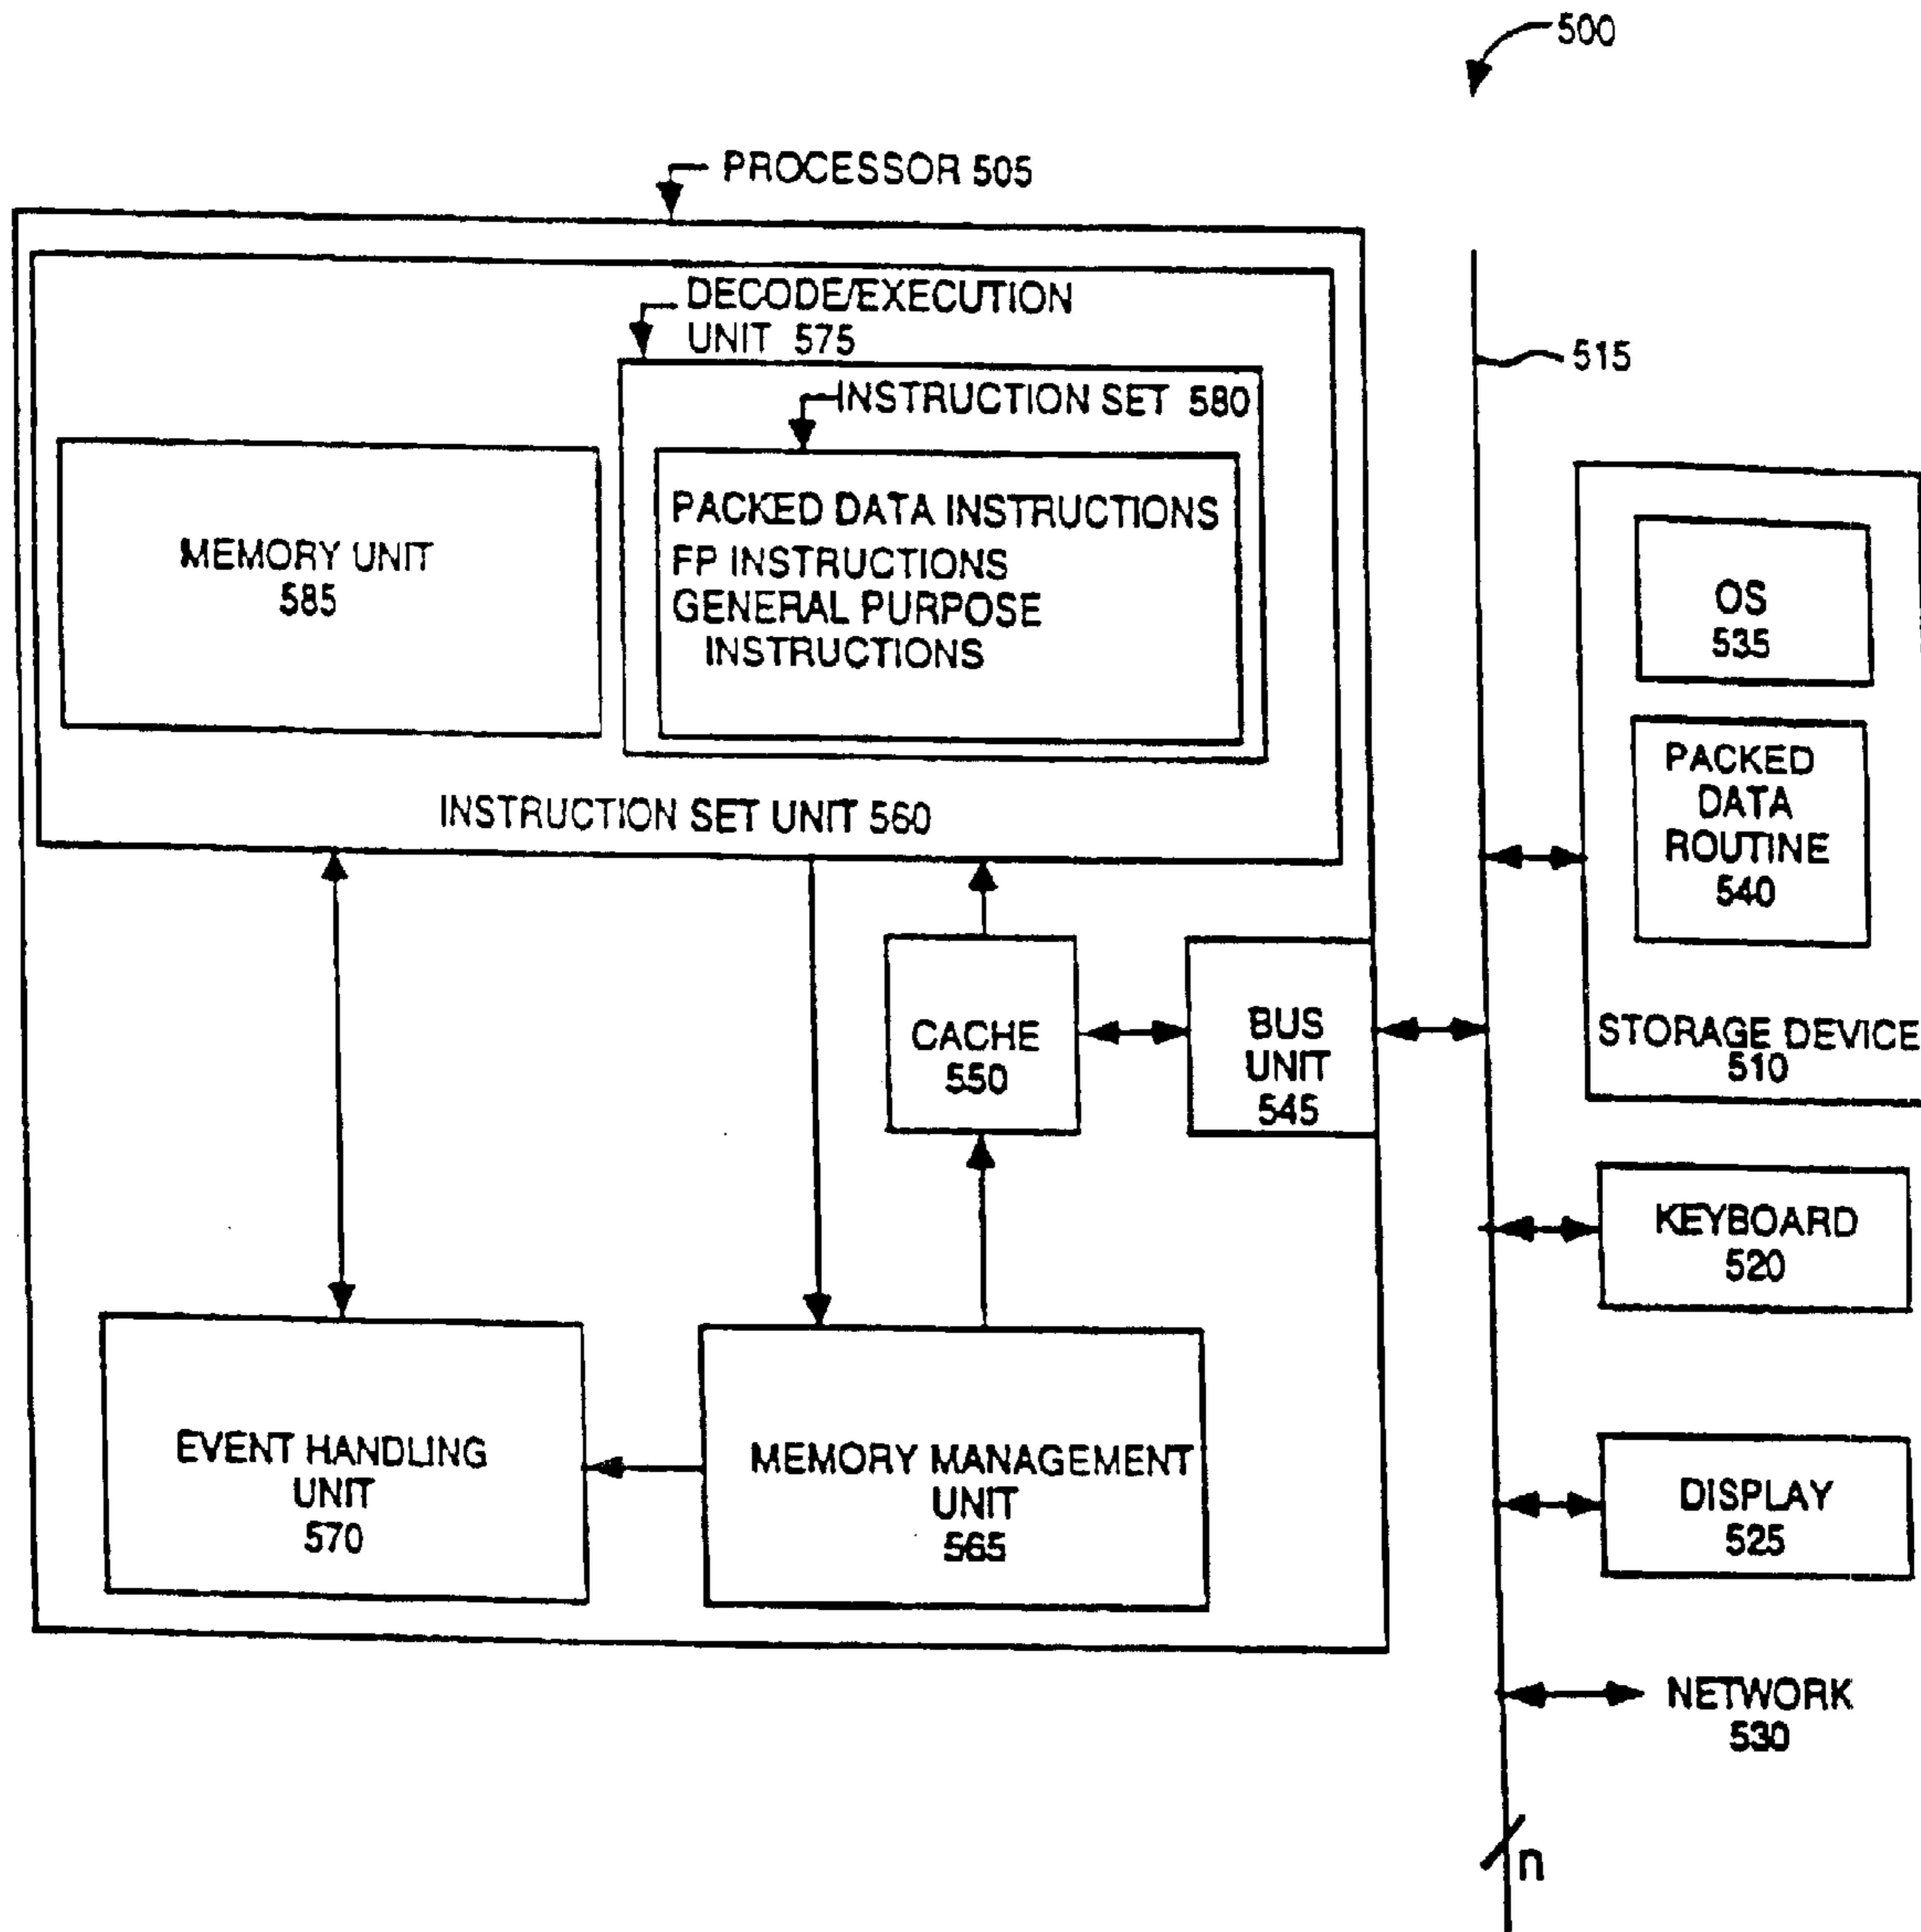 500
PROCESSOR 505
DECODE/EXECUTION
UNIT 575
515
INSTRUCTION SET 580
PACKED DATA INSTRUCTIONS
FP INSTRUCTIONS
GENERAL PURPOSE
INSTRUCTIONS
MEMORY UNIT
585
INSTRUCTION SET UNIT 560
OS
535
PACKED
DATA
ROUTINE
540
STORAGE DEVICE
510
CACHE
550
BUS
UNIT
545
KEYBOARD
520
EVENT HANDLING
UNIT
570
MEMORY MANAGEMENT
UNIT
565
DISPLAY
525
NETWORK
530
n